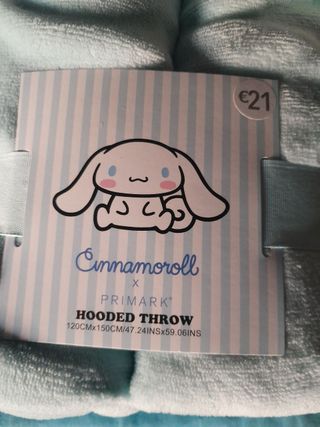 €21
Cinnamoroll
X
PRIMARK®
HOODED THROW
120CMx150CM/47.24INSx59.06INS